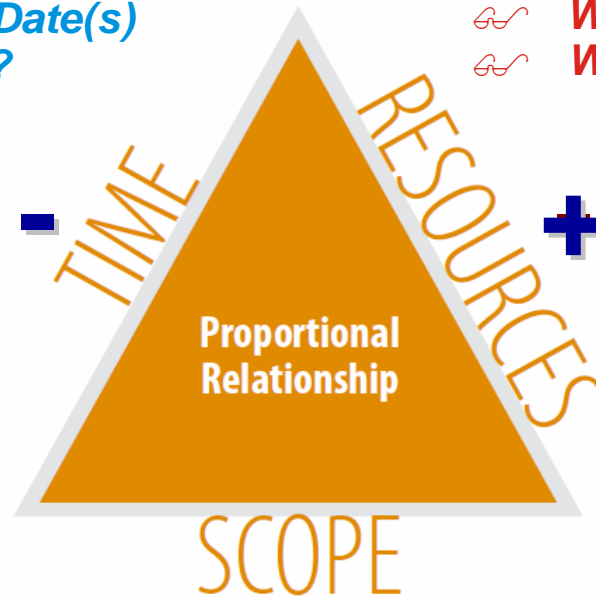 Date(s)
?
W
W
TIME
RESOURCES
-
+
Proportional
Relationship
SCOPE